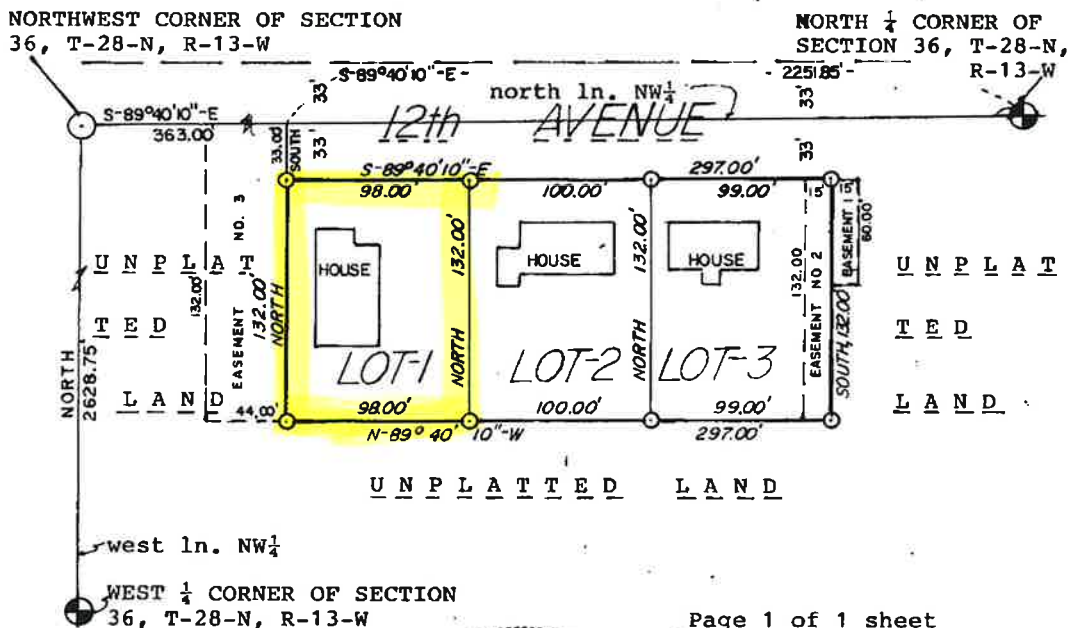 NORTHWEST CORNER OF SECTION
36, T-28-N, R-13-W
NORTH ¼ CORNER OF
SECTION 36, T-28-N,
R-13-W
S-89°40'10"-E -
- 2251.85' -
north ln. NW¼
S-89°40'10"-E
363.00'
33'
33'
33.00'
SOUTH
12th AVENUE
33'
33'
S-89°40'10"-E
297.00'
98.00'
100.00'
99.00'
15'
15'
EASEMENT 1
60.00'
UNPLAT
TED
LAND
132.00'
EASEMENT NO. 3
132.00'
NORTH
HOUSE
132.00'
NORTH
HOUSE
132.00'
NORTH
HOUSE
132.00
EASEMENT NO 2
SOUTH, 132.00'
UNPLAT
TED
LAND
NORTH
2628.75'
LOT-1
LOT-2
LOT-3
44.00'
98.00'
100.00'
99.00'
N-89°40'10"-W
297.00'
UNPLATTED LAND
west ln. NW¼
WEST ¼ CORNER OF SECTION
36, T-28-N, R-13-W
Page 1 of 1 sheet